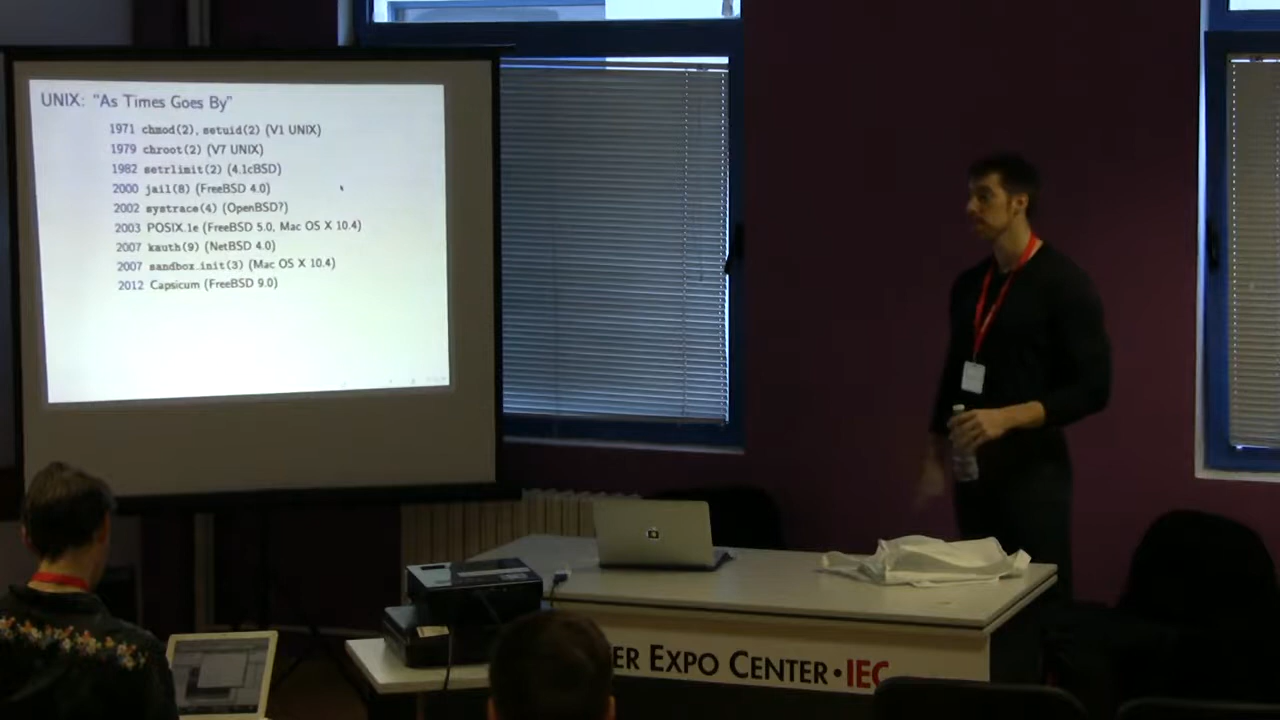 UNIX: “As Times Goes By”
1971 chmod(2), setuid(2) (V1 UNIX)
1979 chroot(2) (V7 UNIX)
1982 setrlimit(2) (4.1cBSD)
2000 jail(8) (FreeBSD 4.0)
2002 systrace(4) (OpenBSD?)
2003 POSIX.1e (FreeBSD 5.0, Mac OS X 10.4)
2007 kauth(9) (NetBSD 4.0)
2007 sandbox_init(3) (Mac OS X 10.4)
2012 Capsicum (FreeBSD 9.0)
ER EXPO CENTER · IEC